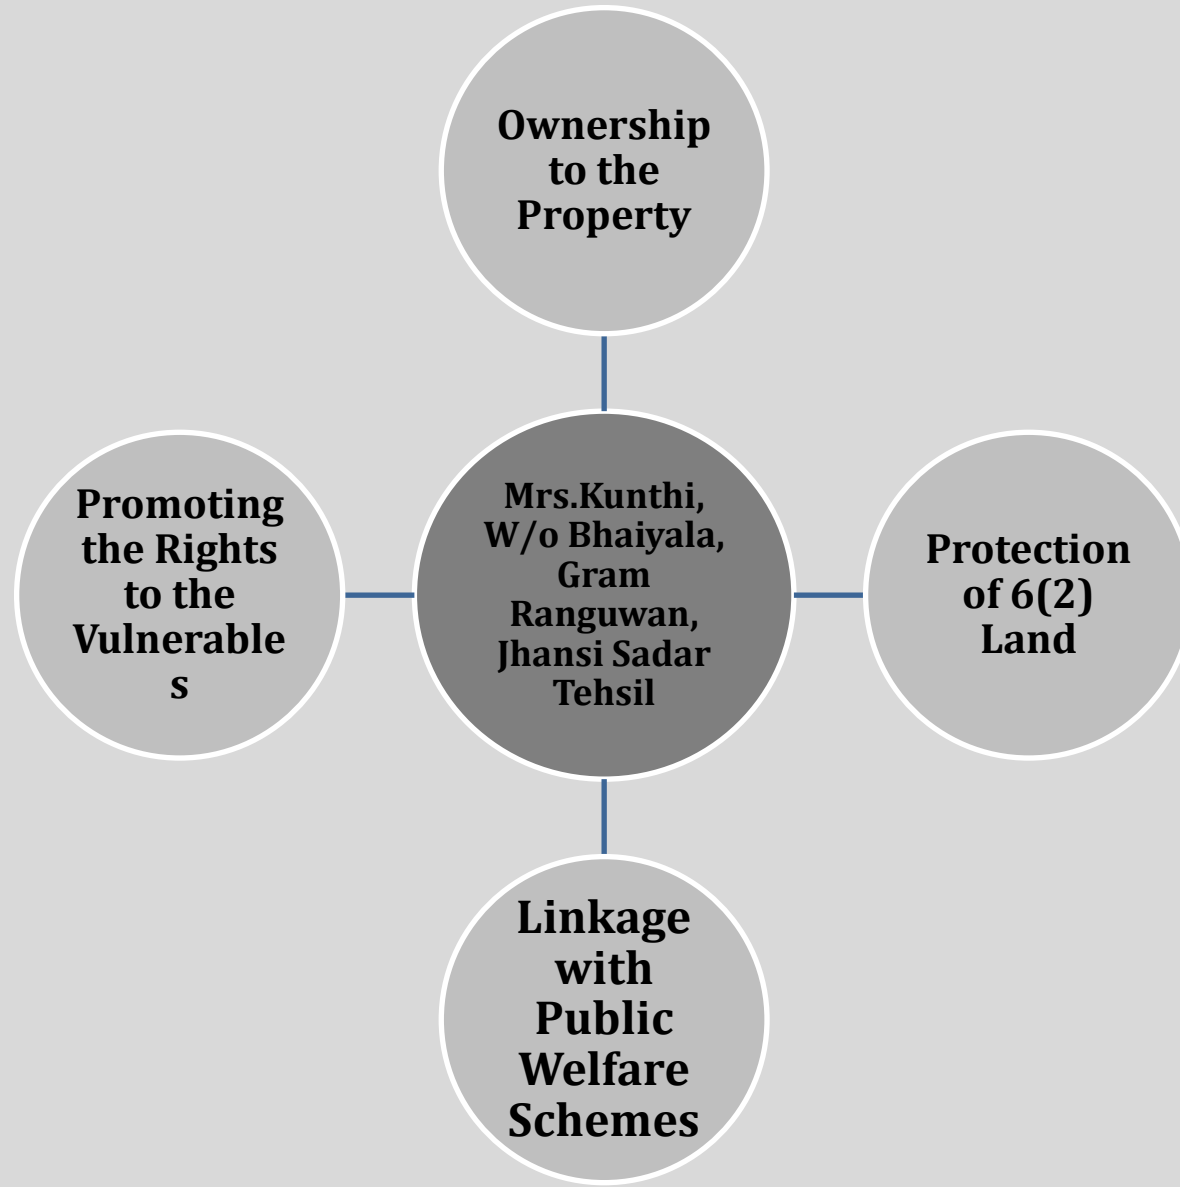 Ownership
to the
Property
Promoting
the Rights
to the
Vulnerable
s
Mrs.Kunthi,
W/o Bhaiyala,
Gram
Ranguwan,
Jhansi Sadar
Tehsil
Protection
of 6(2)
Land
Linkage
with
Public
Welfare
Schemes